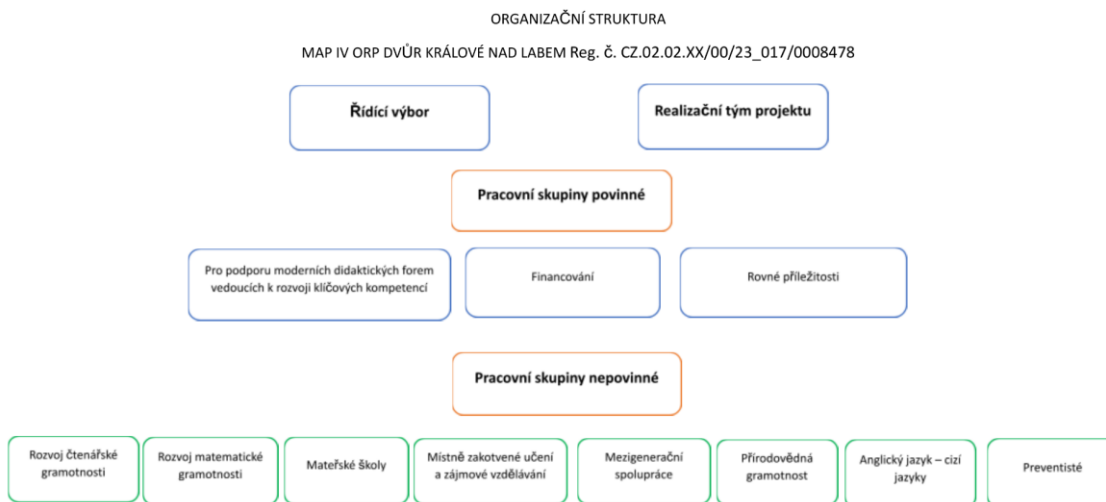 ORGANIZAČNÍ STRUKTURA
MAP IV ORP DVŮR KRÁLOVÉ NAD LABEM Reg. č. CZ.02.02.XX/00/23_017/0008478
Řídící výbor
Realizační tým projektu
Pracovní skupiny povinné
Pro podporu moderních didaktických forem
vedoucích k rozvoji klíčových kompetencí
Financování
Rovné příležitosti
Pracovní skupiny nepovinné
Rozvoj čtenářské
gramotnosti
Rozvoj matematické
gramotnosti
Mateřské školy
Místně zakotvené učení
a zájmové vzdělávání
Mezigenerační
spolupráce
Přírodovědná
gramotnost
Anglický jazyk – cizí
jazyky
Preventisté